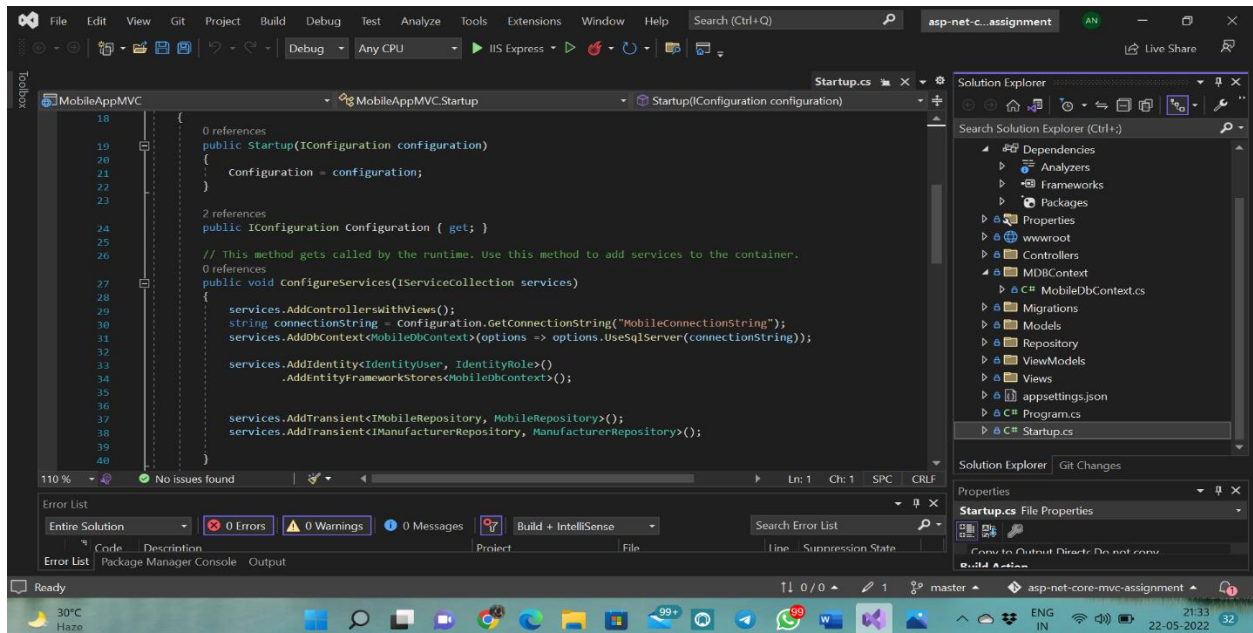 File Edit View Git Project Build Debug Test Analyze Tools Extensions Window Help Search (Ctrl+Q) asp-net-c...assignment AN
Debug Any CPU IIS Express Live Share
Toolbox
Startup.cs
MobileAppMVC MobileAppMVC.Startup Startup(IConfiguration configuration)
18 {
0 references
19 public Startup(IConfiguration configuration)
20 {
21 Configuration = configuration;
22 }
23
2 references
24 public IConfiguration Configuration { get; }
25
26 // This method gets called by the runtime. Use this method to add services to the container.
0 references
27 public void ConfigureServices(IServiceCollection services)
28 {
29 services.AddControllersWithViews();
30 string connectionString = Configuration.GetConnectionString("MobileConnectionString");
31 services.AddDbContext<MobileDbContext>(options => options.UseSqlServer(connectionString));
32
33 services.AddIdentity<IdentityUser, IdentityRole>()
34 .AddEntityFrameworkStores<MobileDbContext>();
35
36
37 services.AddTransient<IMobileRepository, MobileRepository>();
38 services.AddTransient<IManufacturerRepository, ManufacturerRepository>();
39
40 }
110 % No issues found Ln: 1 Ch: 1 SPC CRLF
Solution Explorer
Search Solution Explorer (Ctrl+;)
Dependencies
Analyzers
Frameworks
Packages
Properties
wwwroot
Controllers
MDBContext
C# MobileDbContext.cs
Migrations
Models
Repository
ViewModels
Views
appsettings.json
C# Program.cs
C# Startup.cs
Solution Explorer Git Changes
Properties
Startup.cs File Properties
Copy to Output Directc Do not copy
Build Action
Error List
Entire Solution 0 Errors 0 Warnings 0 Messages Build + IntelliSense Search Error List
Code Description Project File Line Suppression State
Error List Package Manager Console Output
Ready 0 / 0 1 master asp-net-core-mvc-assignment 1
30°C
Haze
99+
99
ENG
IN
21:33
22-05-2022
32